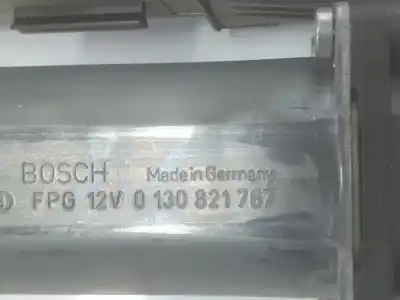 BOSCH Made in Germany
FPG 12V 0 130 821 767